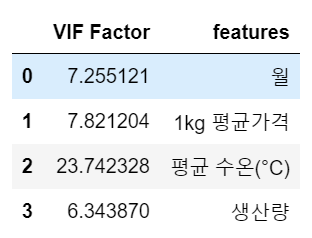 VIF Factor features
0 7.255121 월
1 7.821204 1kg 평균가격
2 23.742328 평균 수온(°C)
3 6.343870 생산량